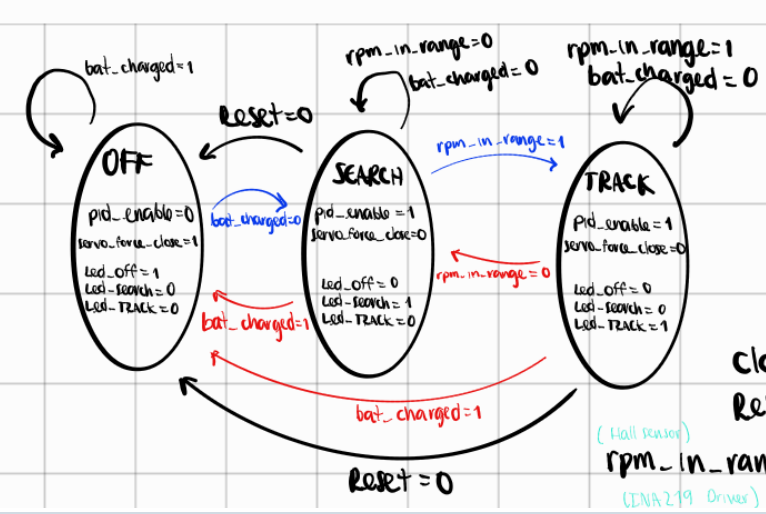 bat_charged=1
rpm_in_range=0
bat_charged=0
rpm_in_range=1
bat_charged=0
Reset=0
rpm_in_range=1
OFF
pid_enable=0
servo_force_close=1
Led_off=1
Led_search=0
Led_TRACK=0
bat_charged=0
SEARCH
pid_enable=1
servo_force_close=0
Led_off=0
Led_search=1
Led_TRACK=0
TRACK
pid_enable=1
servo_force_close=0
Led_off=0
Led_search=0
Led_TRACK=1
rpm_in_range=0
bat_charged=1
bat_charged=1
Reset=0
Clo
Re
(Hall sensor)
rpm_in_ran
(INA219 Driver)